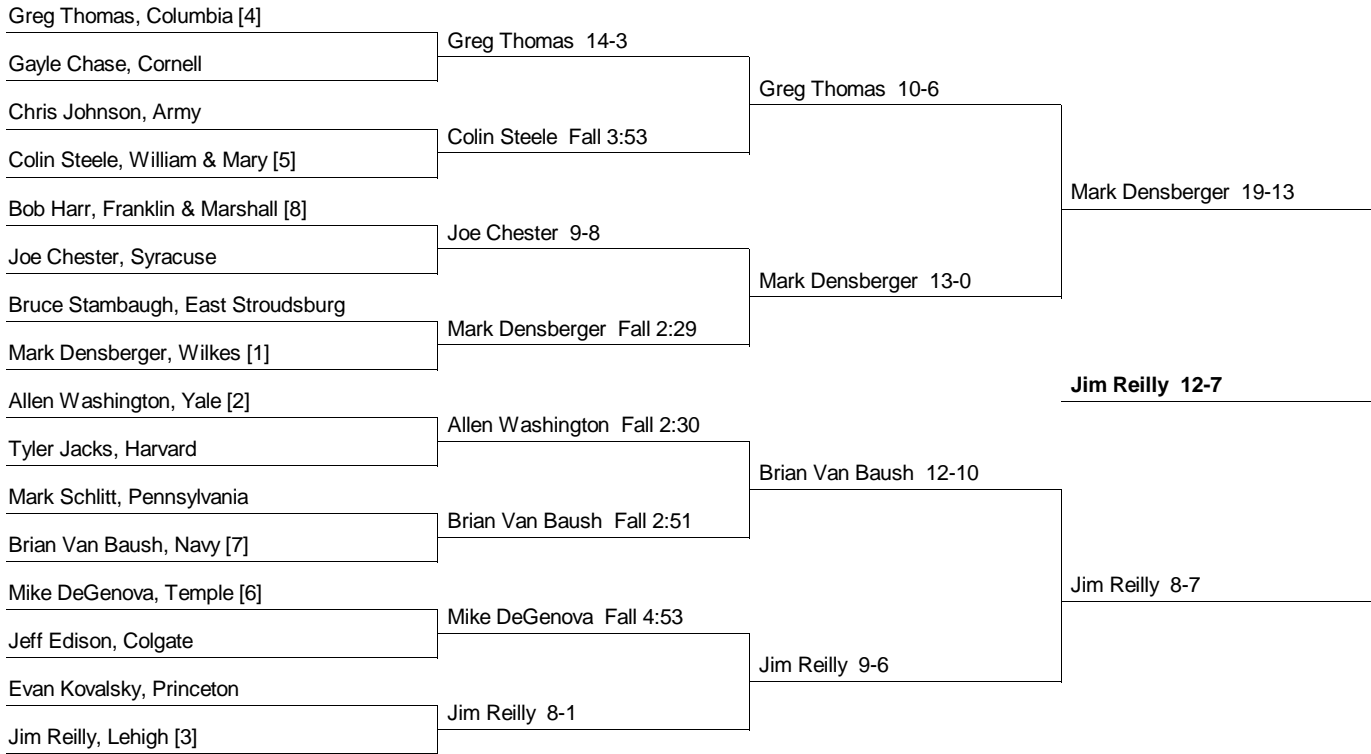 Greg Thomas, Columbia [4]
Greg Thomas  14-3
Gayle Chase, Cornell
Greg Thomas  10-6
Chris Johnson, Army
Colin Steele  Fall 3:53
Colin Steele, William & Mary [5]
Mark Densberger  19-13
Bob Harr, Franklin & Marshall [8]
Joe Chester  9-8
Joe Chester, Syracuse
Mark Densberger  13-0
Bruce Stambaugh, East Stroudsburg
Mark Densberger  Fall 2:29
Mark Densberger, Wilkes [1]
Jim Reilly  12-7
Allen Washington, Yale [2]
Allen Washington  Fall 2:30
Tyler Jacks, Harvard
Brian Van Baush  12-10
Mark Schlitt, Pennsylvania
Brian Van Baush  Fall 2:51
Brian Van Baush, Navy [7]
Jim Reilly  8-7
Mike DeGenova, Temple [6]
Mike DeGenova  Fall 4:53
Jeff Edison, Colgate
Jim Reilly  9-6
Evan Kovalsky, Princeton
Jim Reilly  8-1
Jim Reilly, Lehigh [3]